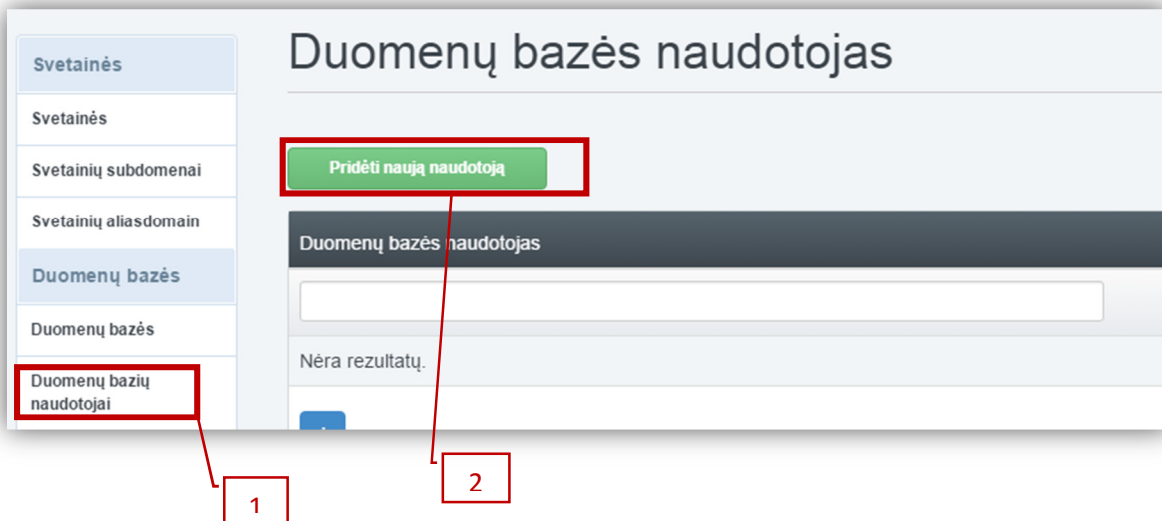 Svetainės
Svetainės
Svetainių subdomenai
Svetainių aliasdomain
Duomenų bazės
Duomenų bazės
Duomenų bazių
naudotojai
Duomenų bazės naudotojas
Pridėti naują naudotoją
Duomenų bazės naudotojas
Nėra rezultatų.
1
2